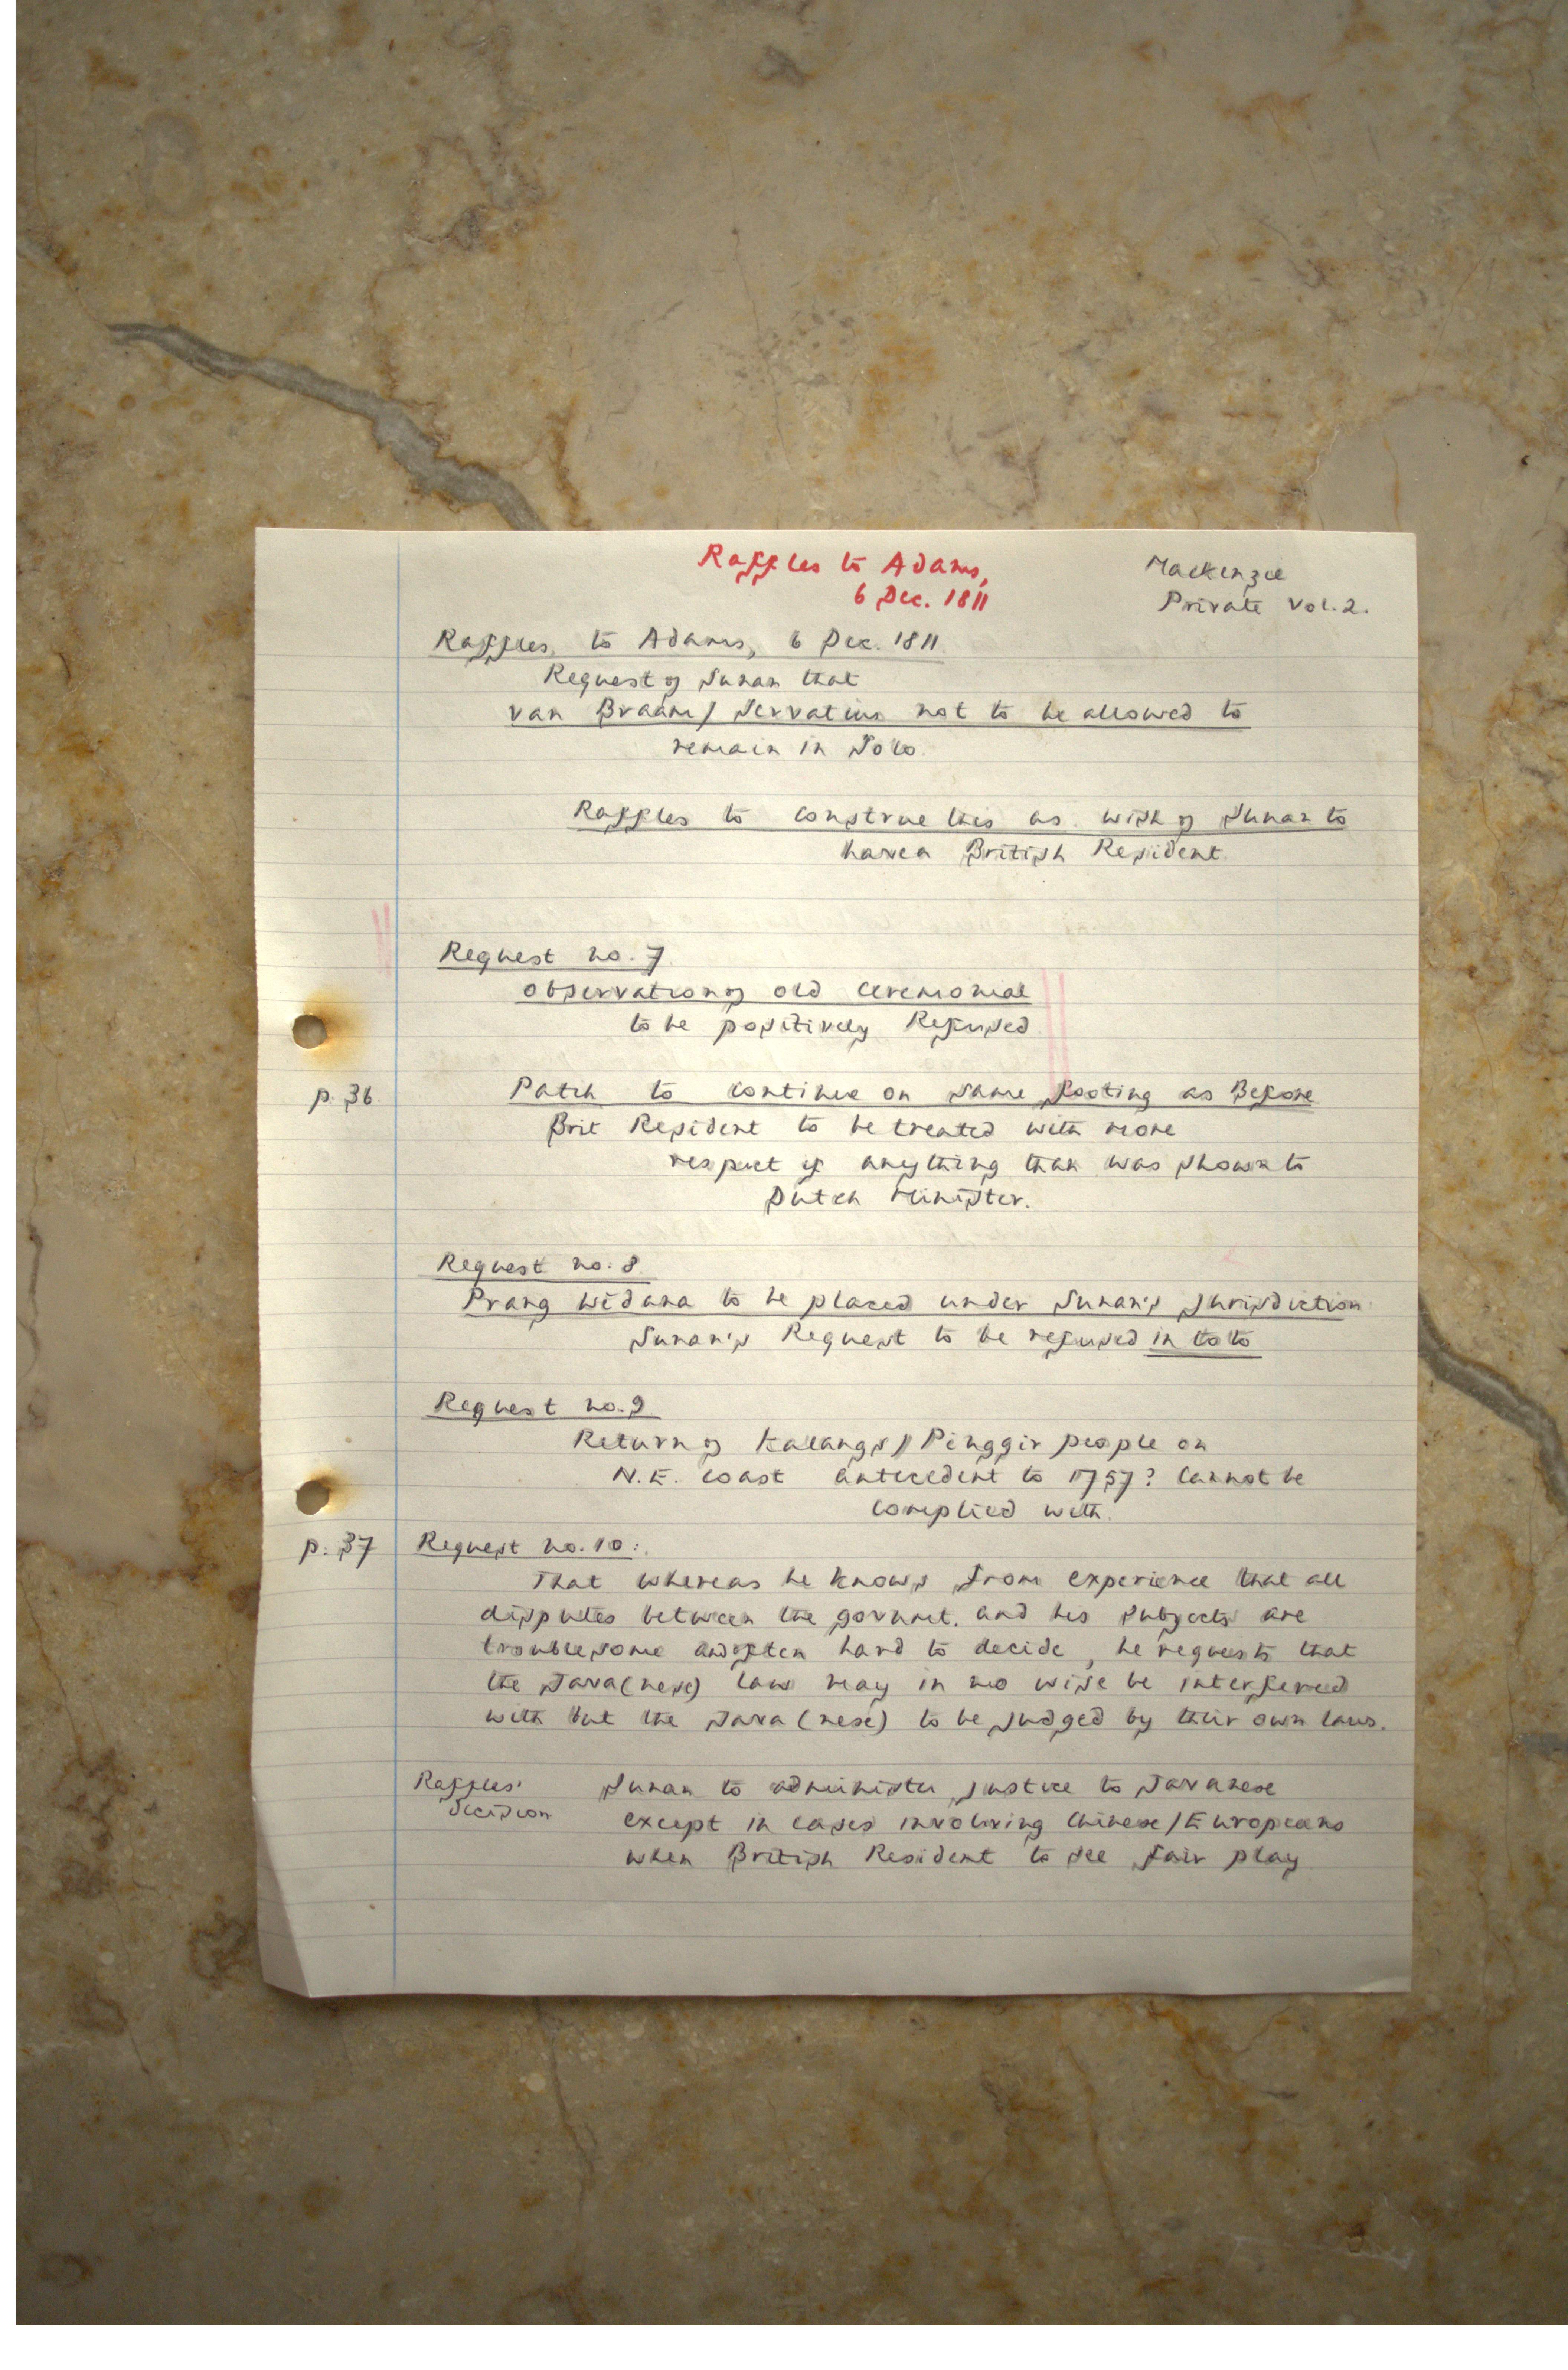 Raffles to Adams,
6 Dec. 1811
Mackenzie
Private Vol. 2.
Raffles to Adams, 6 Dec. 1811
Request of Sunan that
van Braam / Servatius not to be allowed to
remain in Solo.
Raffles to construe this as wish of Sunan to
have a British Resident
Request no. 7
Observation of old ceremonial
to be positively Refused
p. 36. Patih to continue on same footing as Before
Brit Resident to be treated with more
respect if anything than was shown to
Dutch Minister.
Request no. 8
Prang Wedana to be placed under Sunan's jurisdiction
Sunan's Request to be refused in toto
Request no. 9
Return of Kalangs / Pinggir people on
N.E. coast antecedent to 1757? Cannot be
complied with.
p. 37 Request no. 10:
That whereas he knows from experience that all
disputes between the govrnmt. and his subjects are
troublesome and often hard to decide, he requests that
the Java(nese) law may in no wise be interfered
with but the Java(nese) to be judged by their own laws.
Raffles' decision Sunan to administer justice to Javanese
except in cases involving Chinese / Europeans
when British Resident to see fair play